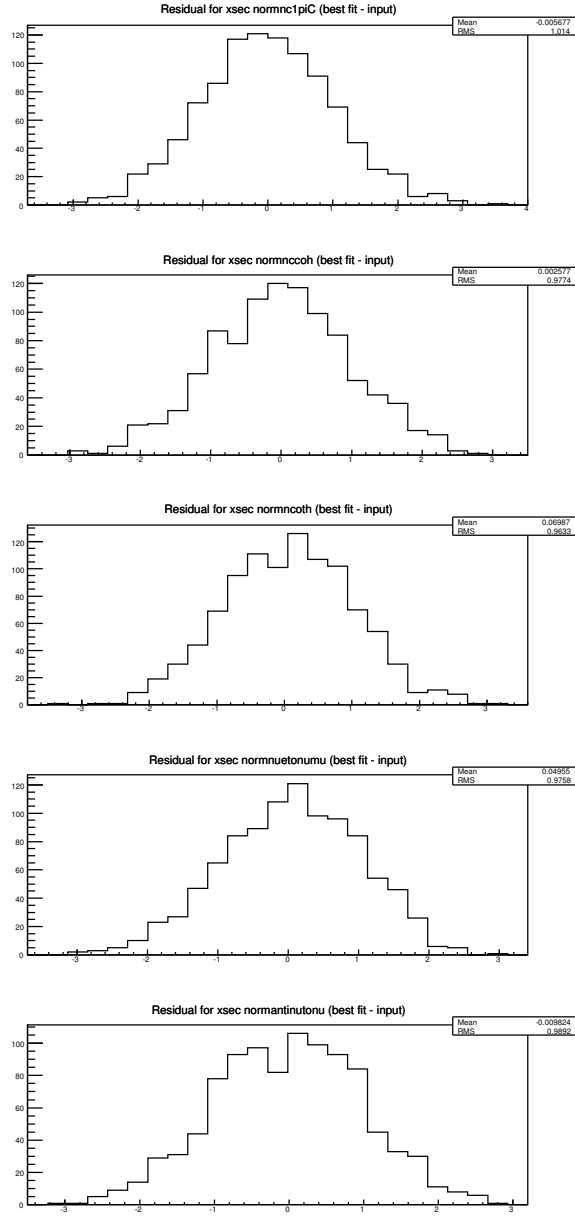 Residual for xsec normnc1piC (best fit - input)
Mean -0.005677
RMS 1.014
120
100
80
60
40
20
0
-3 -2 -1 0 1 2 3 4
Residual for xsec normnccoh (best fit - input)
Mean 0.002577
RMS 0.9774
120
100
80
60
40
20
0
-3 -2 -1 0 1 2 3
Residual for xsec normncoth (best fit - input)
Mean 0.06987
RMS 0.9633
120
100
80
60
40
20
0
-3 -2 -1 0 1 2 3
Residual for xsec normnuetonumu (best fit - input)
Mean 0.04955
RMS 0.9758
120
100
80
60
40
20
0
-3 -2 -1 0 1 2 3
Residual for xsec normantinutonu (best fit - input)
Mean -0.009824
RMS 0.9892
100
80
60
40
20
0
-3 -2 -1 0 1 2 3